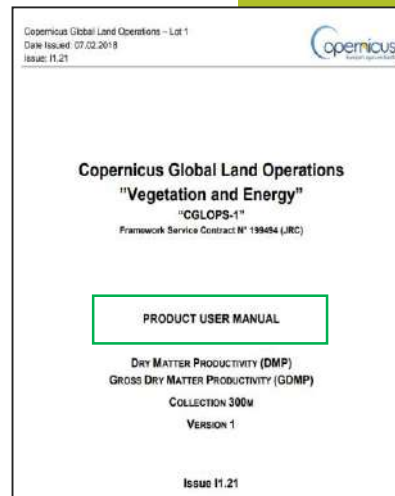 Copernicus Global Land Operations – Lot 1
Date Issued: 07.02.2018
Issue: I1.21
opernicus
Copernicus Global Land Operations
"Vegetation and Energy"
"CGLOPS-1"
Framework Service Contract N° 199494 (JRC)
PRODUCT USER MANUAL
DRY MATTER PRODUCTIVITY (DMP)
GROSS DRY MATTER PRODUCTIVITY (GDMP)
COLLECTION 300M
VERSION 1
Issue I1.21